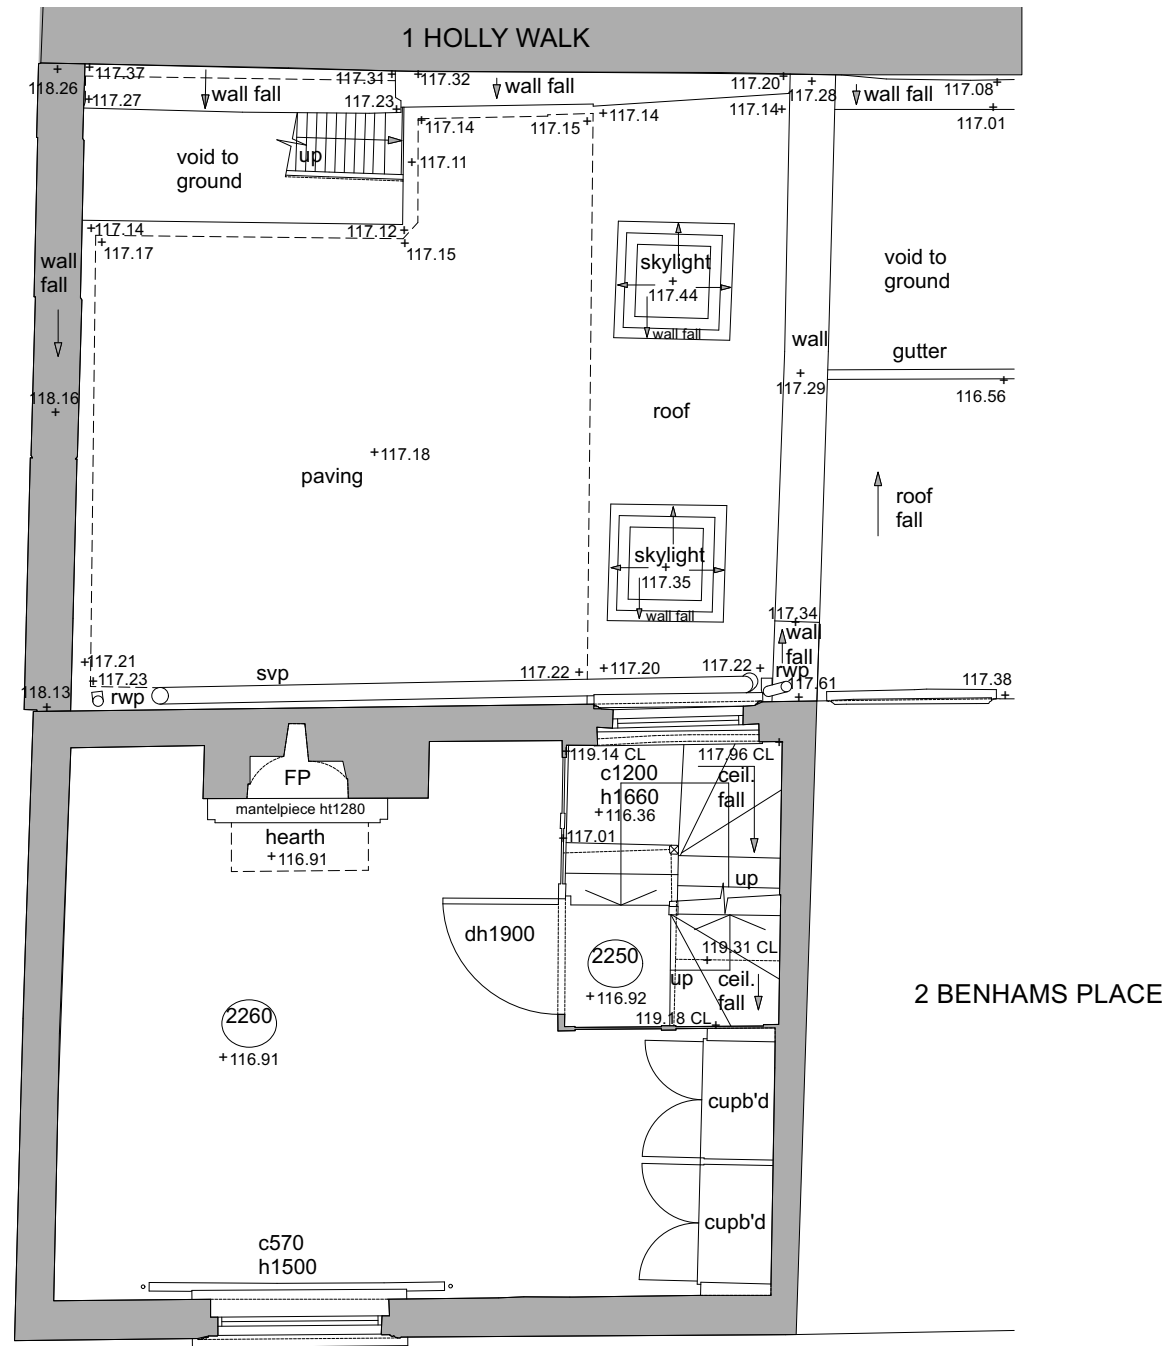 1 HOLLY WALK
118.26
117.37
117.31
117.32
117.20
117.28
117.08
wall fall
wall fall
wall fall
117.27
117.23
117.14
117.01
117.14
117.15
117.14
up
117.11
void to
ground
117.14
117.12
117.17
117.15
wall
fall
skylight
117.44
wall fall
void to
ground
wall
gutter
117.29
116.56
118.16
roof
117.18
paving
roof
fall
skylight
117.35
wall fall
117.34
wall
fall
117.21
117.23
svp
117.22
117.20
117.22
rwp
117.61
117.38
118.13
rwp
119.14 CL
117.96 CL
c1200
h1660
116.36
ceil.
fall
FP
mantelpiece ht1280
hearth
116.91
117.01
up
dh1900
2250
119.31 CL
116.92
up
ceil.
fall
119.18 CL
2 BENHAMS PLACE
2260
116.91
cupb'd
cupb'd
c570
h1500